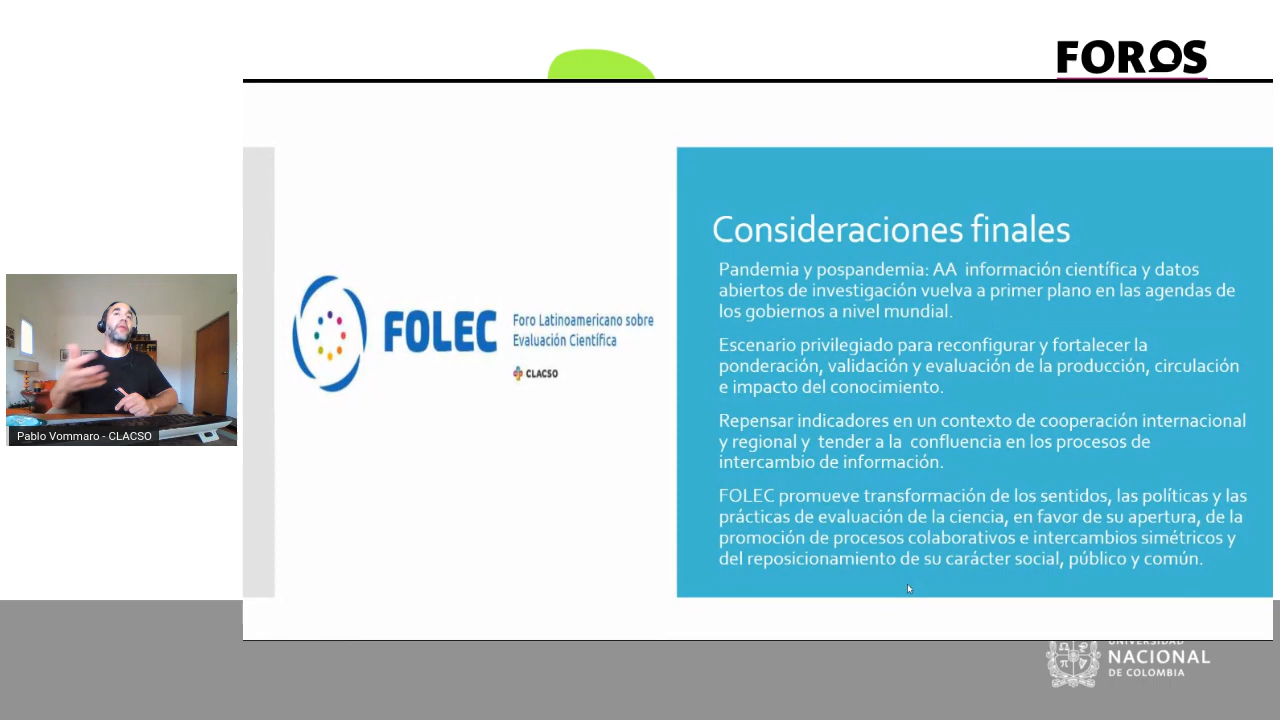 FOROS
Consideraciones finales
Pandemia y pospandemia: AA información científica y datos
abiertos de investigación vuelva a primer plano en las agendas de
los gobiernos a nivel mundial.
Escenario privilegiado para reconfigurar y fortalecer la
ponderación, validación y evaluación de la producción, circulación
e impacto del conocimiento.
Repensar indicadores en un contexto de cooperación internacional
y regional y tender a la confluencia en los procesos de
intercambio de información.
FOLEC promueve transformación de los sentidos, las políticas y las
prácticas de evaluación de la ciencia, en favor de su apertura, de la
promoción de procesos colaborativos e intercambios simétricos y
del reposicionamiento de su carácter social, público y común.
FOLEC
Foro Latinoamericano sobre
Evaluación Científica
CLACSO
Pablo Vommaro - CLACSO
UNIVERSIDAD
NACIONAL
DE COLOMBIA